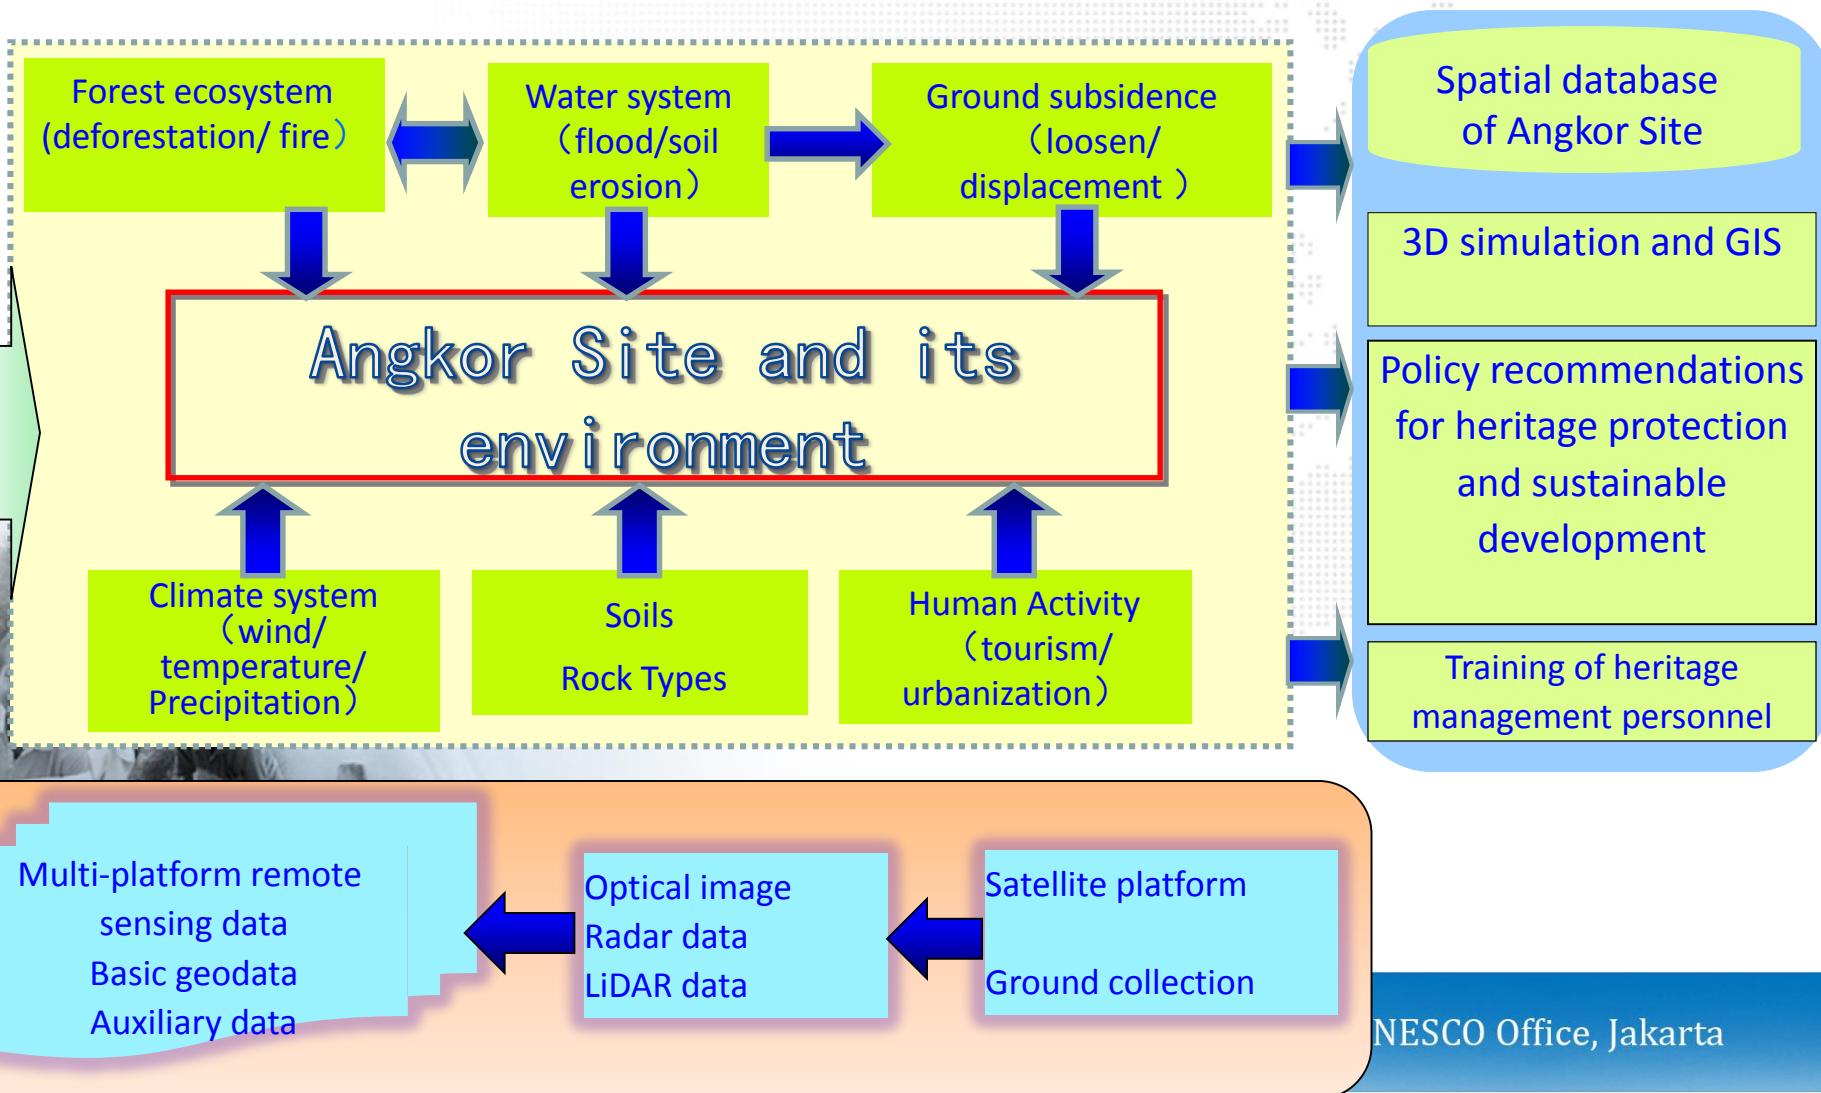 Forest ecosystem
(deforestation/ fire）
Water system
（flood/soil
erosion）
Ground subsidence
（loosen/
displacement ）
Angkor Site and its
environment
Climate system
（wind/
temperature/
Precipitation）
Soils
Rock Types
Human Activity
（tourism/
urbanization）
Spatial database
of Angkor Site
3D simulation and GIS
Policy recommendations
for heritage protection
and sustainable
development
Training of heritage
management personnel
Multi-platform remote
sensing data
Basic geodata
Auxiliary data
Optical image
Radar data
LiDAR data
Satellite platform
Ground collection
NESCO Office, Jakarta